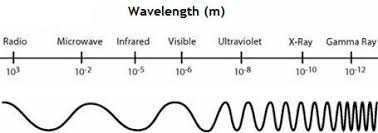 Wavelength (m)
Radio Microwave Infrared Visible Ultraviolet X-Ray Gamma Ray
10³ 10⁻² 10⁻⁵ 10⁻⁶ 10⁻⁸ 10⁻¹⁰ 10⁻¹²